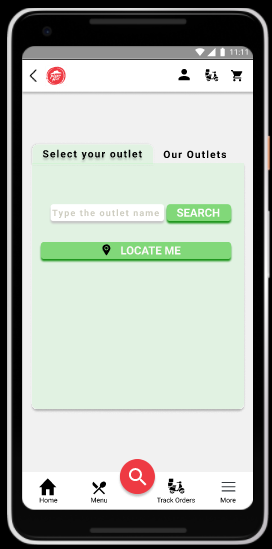 11:11
Select your outlet Our Outlets
Type the outlet name SEARCH
LOCATE ME
Home Menu Track Orders More